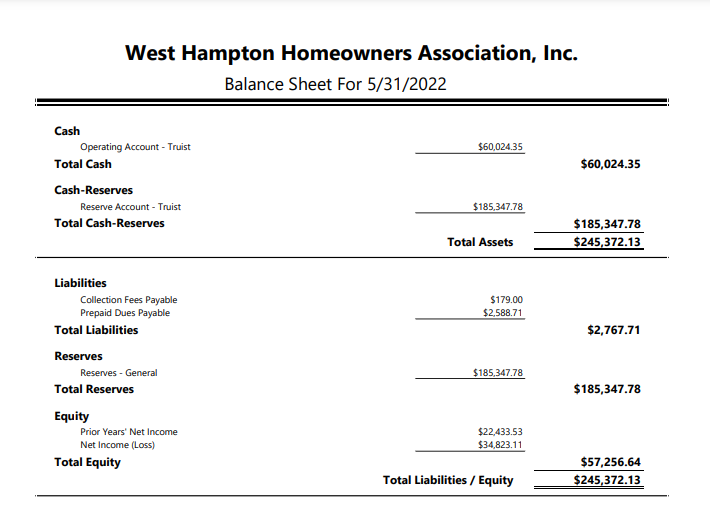 West Hampton Homeowners Association, Inc.
Balance Sheet For 5/31/2022
Cash
Operating Account - Truist $60,024.35
Total Cash $60,024.35
Cash-Reserves
Reserve Account - Truist $185,347.78
Total Cash-Reserves $185,347.78
Total Assets $245,372.13
Liabilities
Collection Fees Payable $179.00
Prepaid Dues Payable $2,588.71
Total Liabilities $2,767.71
Reserves
Reserves - General $185,347.78
Total Reserves $185,347.78
Equity
Prior Years' Net Income $22,433.53
Net Income (Loss) $34,823.11
Total Equity $57,256.64
Total Liabilities / Equity $245,372.13